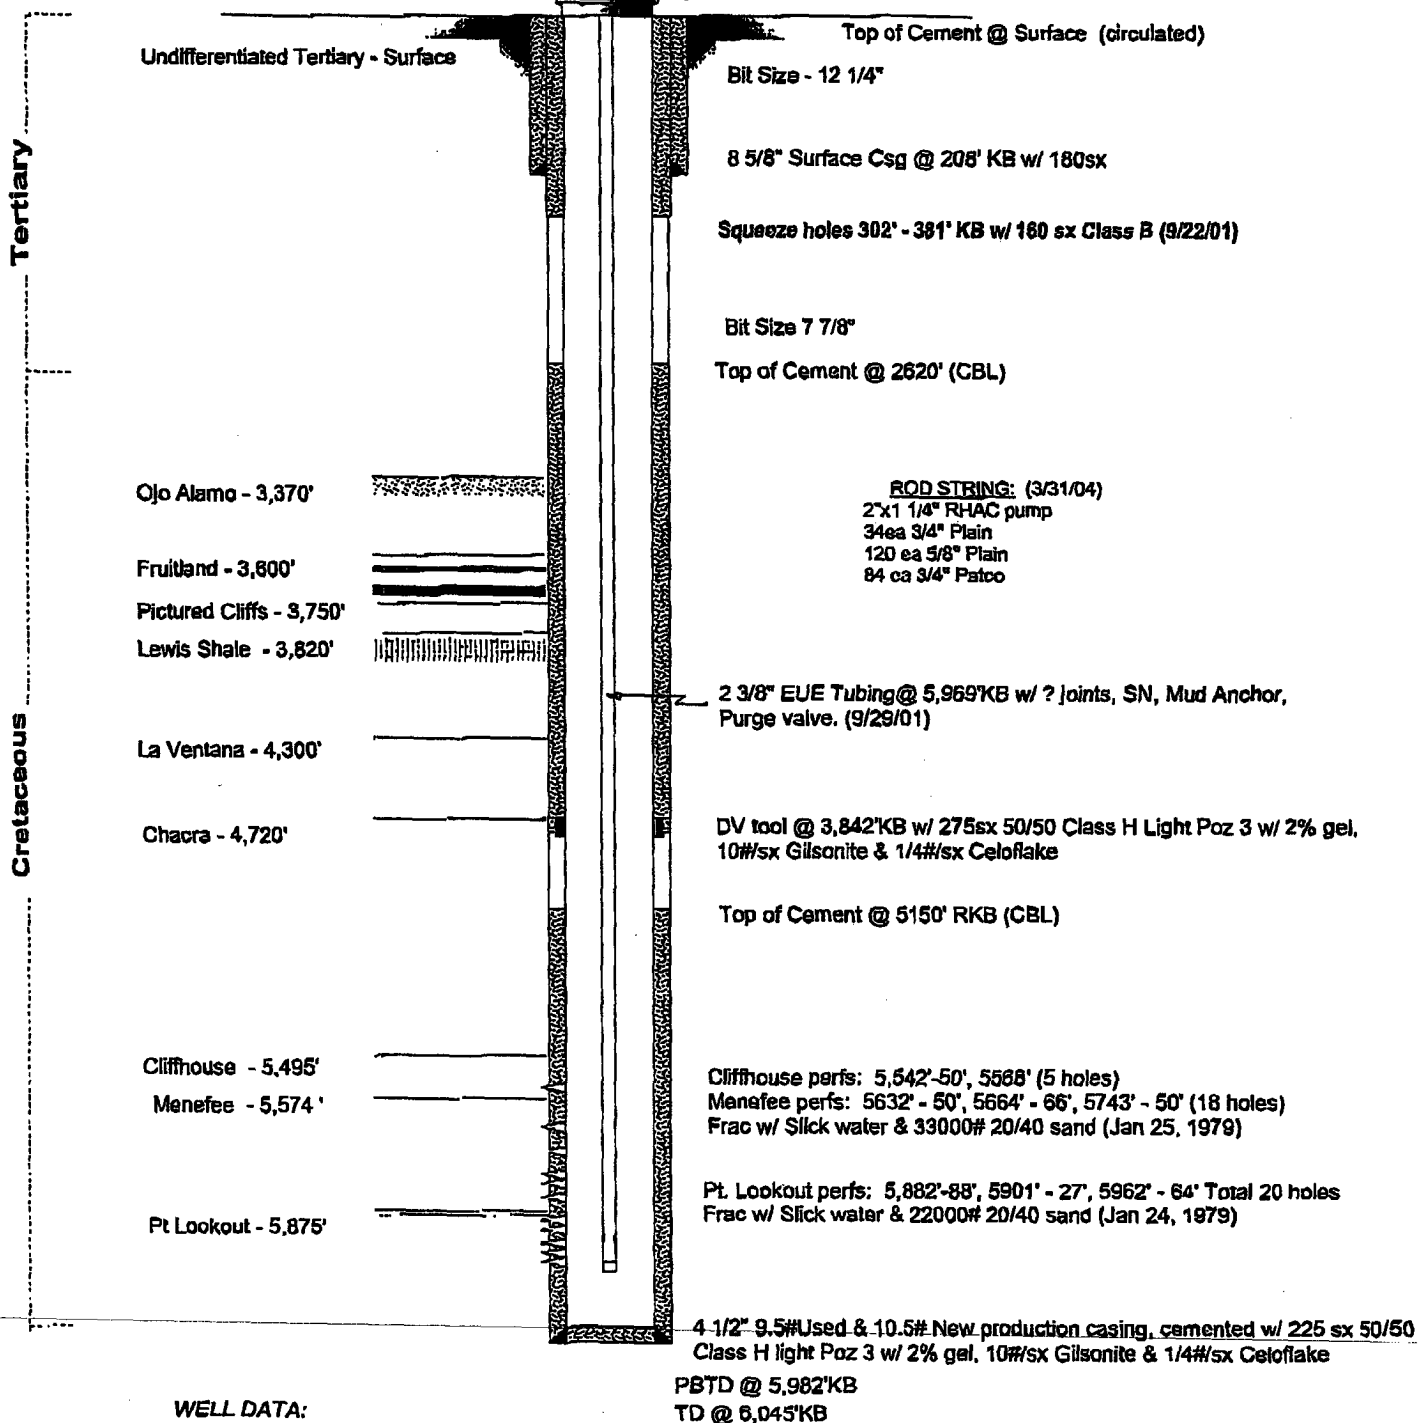 Top of Cement @ Surface (circulated)
Undifferentiated Tertiary - Surface
Bit Size - 12 1/4"
Tertiary
8 5/8" Surface Csg @ 208' KB w/ 180sx
Squeeze holes 302' - 381' KB w/ 160 sx Class B (9/22/01)
Bit Size 7 7/8"
Top of Cement @ 2620' (CBL)
Ojo Alamo - 3,370'
ROD STRING: (3/31/04)
2"x1 1/4" RHAC pump
34ea 3/4" Plain
120 ea 5/8" Plain
84 ea 3/4" Patco
Fruitland - 3,600'
Pictured Cliffs - 3,750'
Lewis Shale - 3,820'
2 3/8" EUE Tubing@ 5,969'KB w/ ? joints, SN, Mud Anchor,
Purge valve. (9/29/01)
Cretaceous
La Ventana - 4,300'
Chacra - 4,720'
DV tool @ 3,842'KB w/ 275sx 50/50 Class H Light Poz 3 w/ 2% gel,
10#/sx Gilsonite & 1/4#/sx Celoflake
Top of Cement @ 5150' RKB (CBL)
Cliffhouse - 5,495'
Menefee - 5,574 '
Cliffhouse perfs: 5,542'-50', 5568' (5 holes)
Menefee perfs: 5632' - 50', 5664' - 66', 5743' - 50' (18 holes)
Frac w/ Slick water & 33000# 20/40 sand (Jan 25, 1979)
Pt. Lookout perfs: 5,882'-88', 5901' - 27', 5962' - 64' Total 20 holes
Frac w/ Slick water & 22000# 20/40 sand (Jan 24, 1979)
Pt Lookout - 5,875'
4 1/2" 9.5#Used & 10.5# New production casing, cemented w/ 225 sx 50/50
Class H light Poz 3 w/ 2% gel, 10#/sx Gilsonite & 1/4#/sx Celoflake
PBTD @ 5,982'KB
WELL DATA:
TD @ 6,045'KB